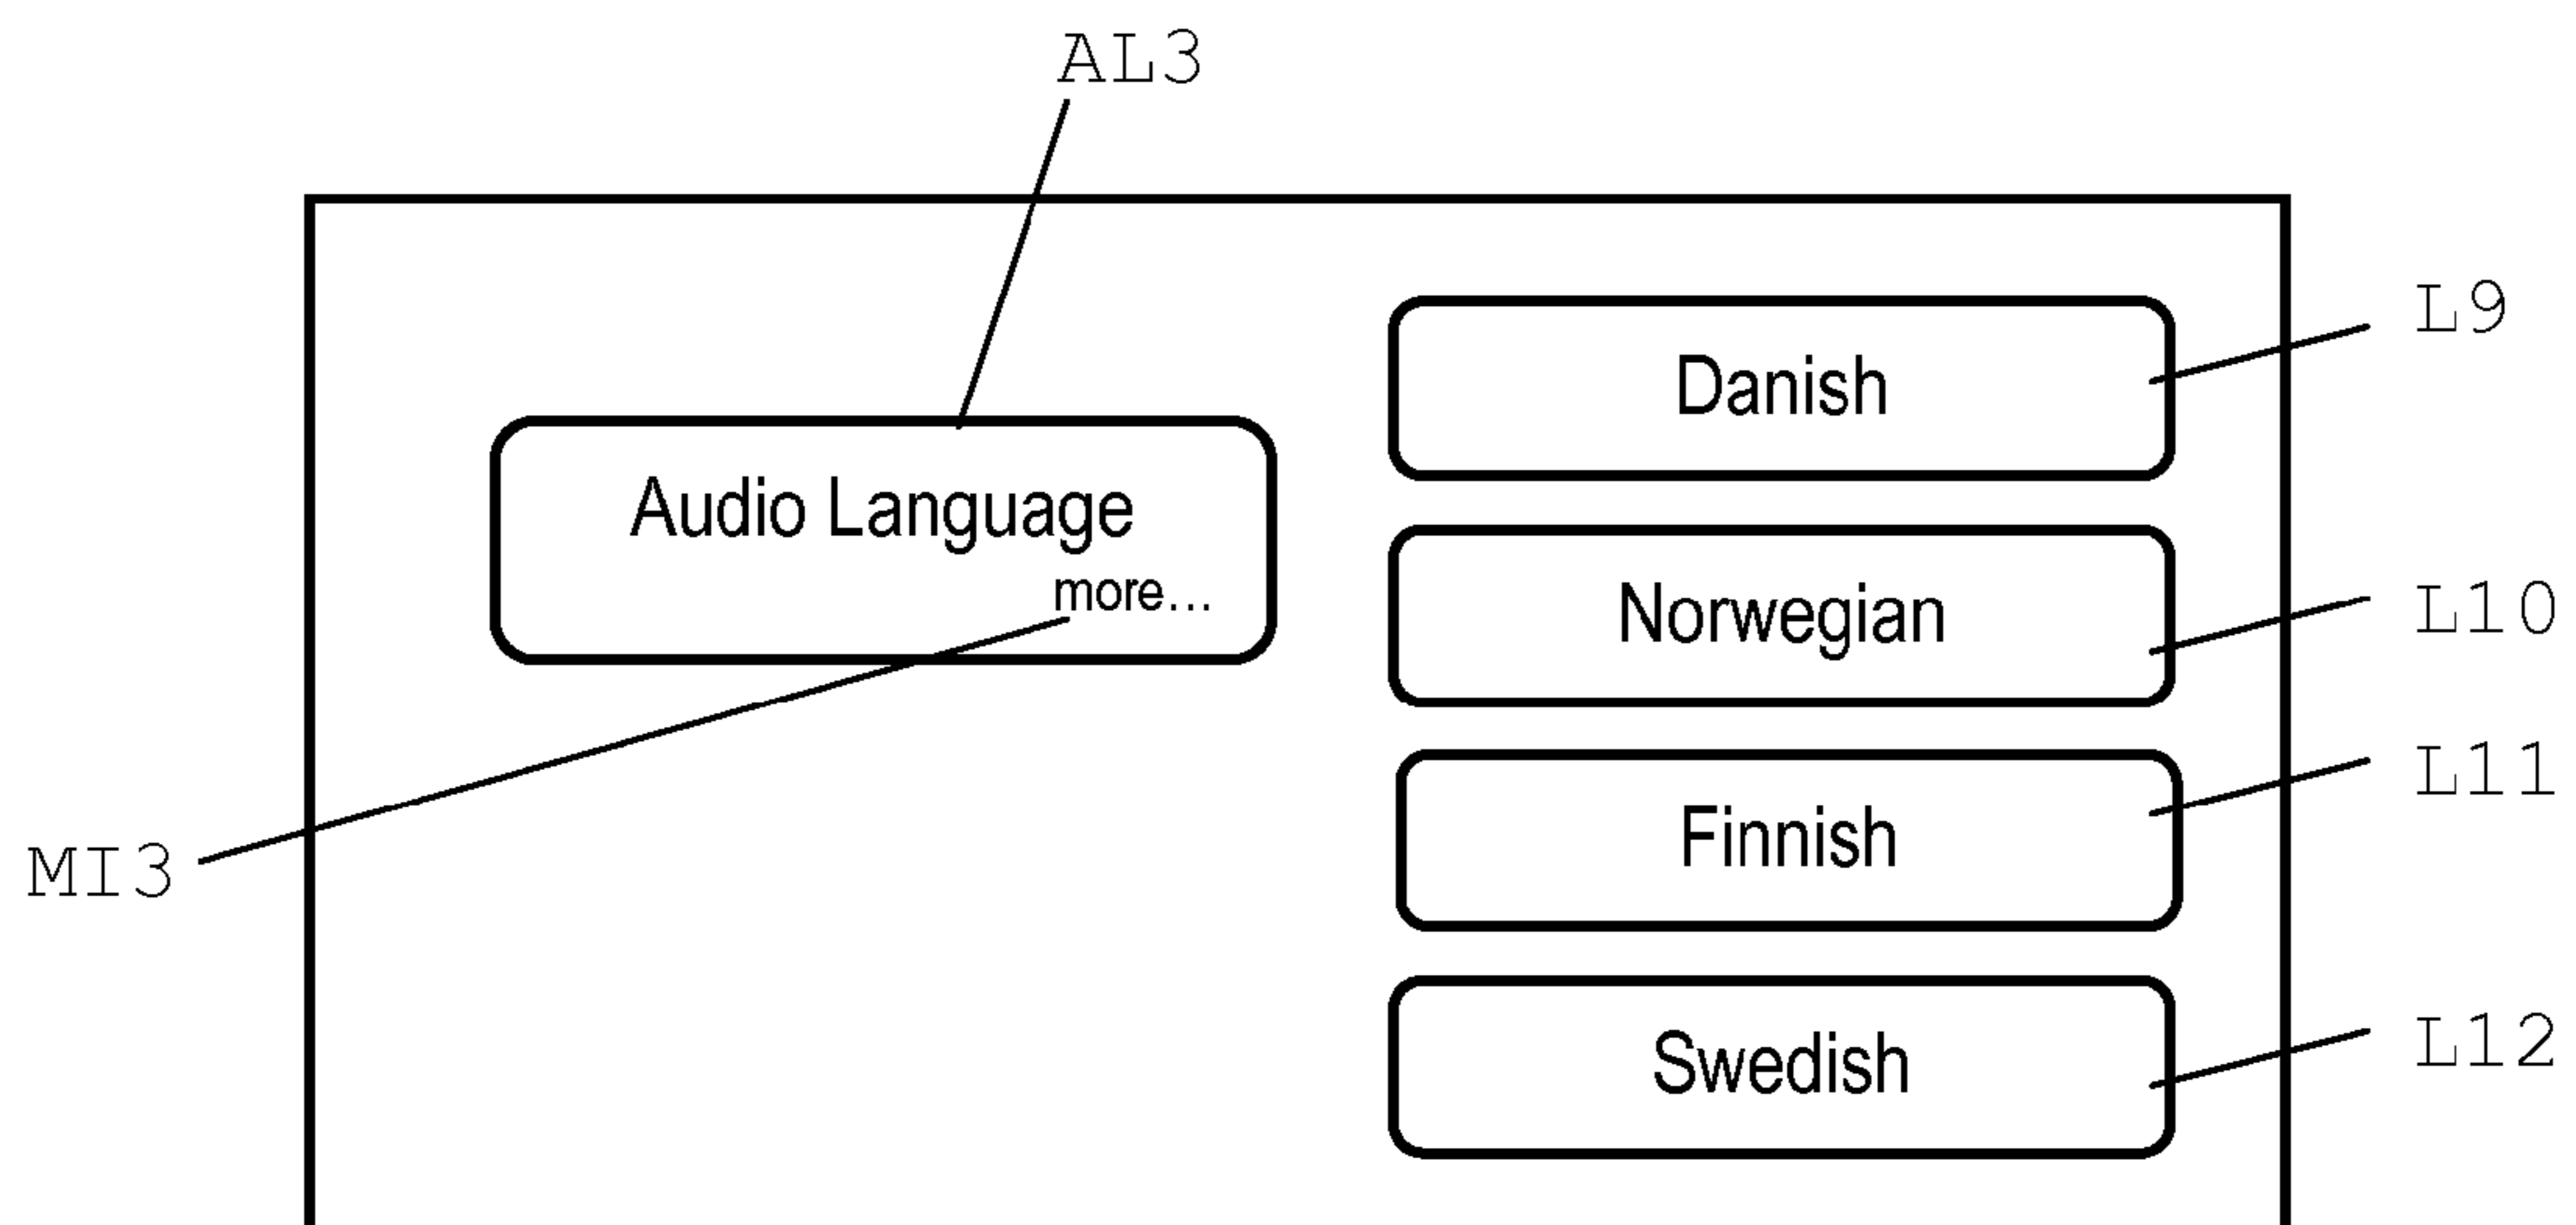 AL3
L9
Danish
Audio Language
more...
Norwegian
L10
L11
Finnish
MI3
L12
Swedish